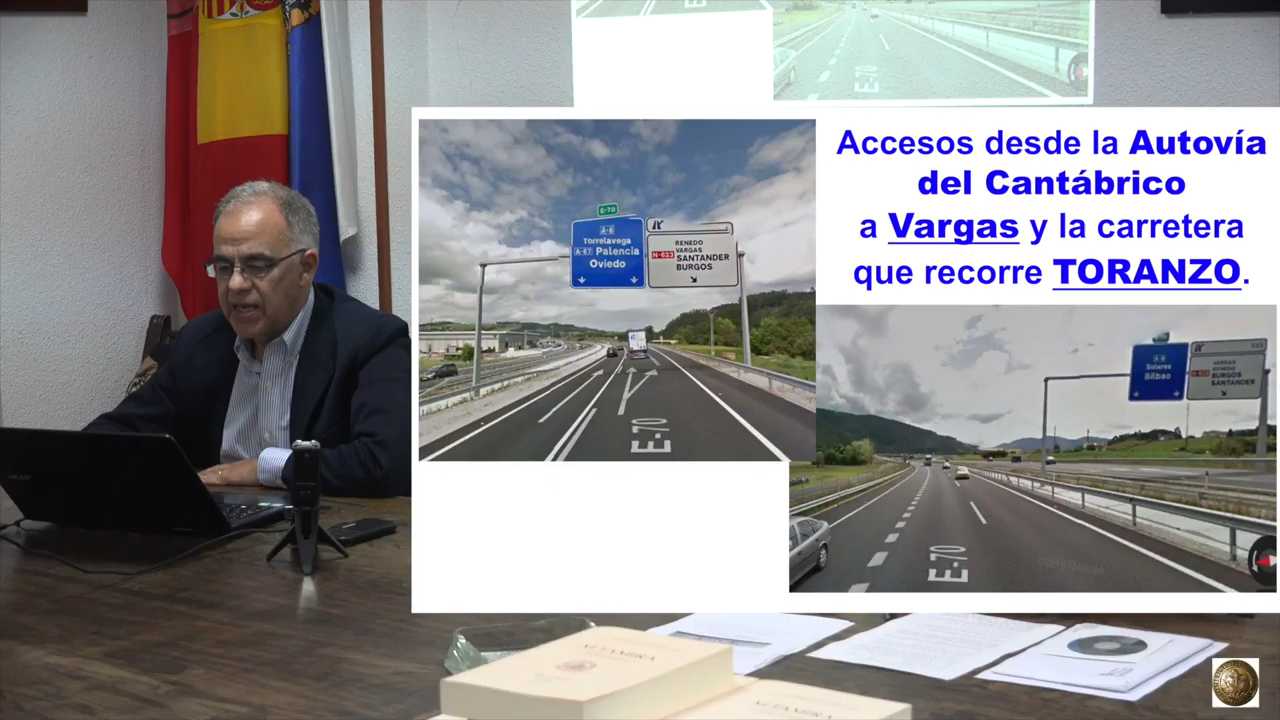 E-70
Accesos desde la Autovía
del Cantábrico
a Vargas y la carretera
que recorre TORANZO.
E-70
A-8
Torrelavega
A-67 Palencia
Oviedo
RENEDO
VARGAS
N-623 SANTANDER
BURGOS
E-70
A-8
Solares
Bilbao
VARGAS
RENEDO
N-623 BURGOS
SANTANDER
E-70
ALTAMIRA
ALTAMIRA